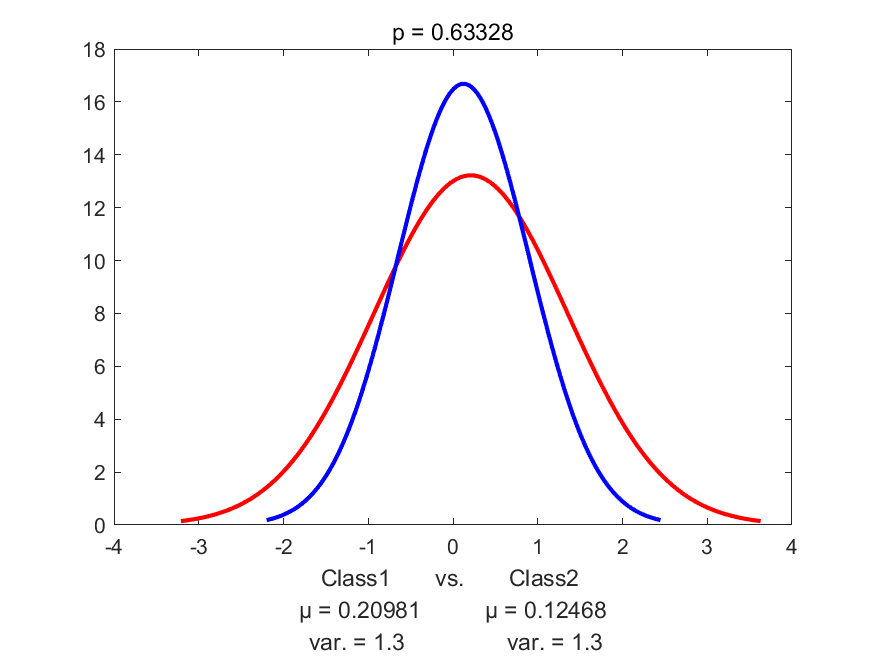 p = 0.63328
18
16
14
12
10
8
6
4
2
0
-4 -3 -2 -1 0 1 2 3 4
Class1 vs. Class2
μ = 0.20981 μ = 0.12468
var. = 1.3 var. = 1.3